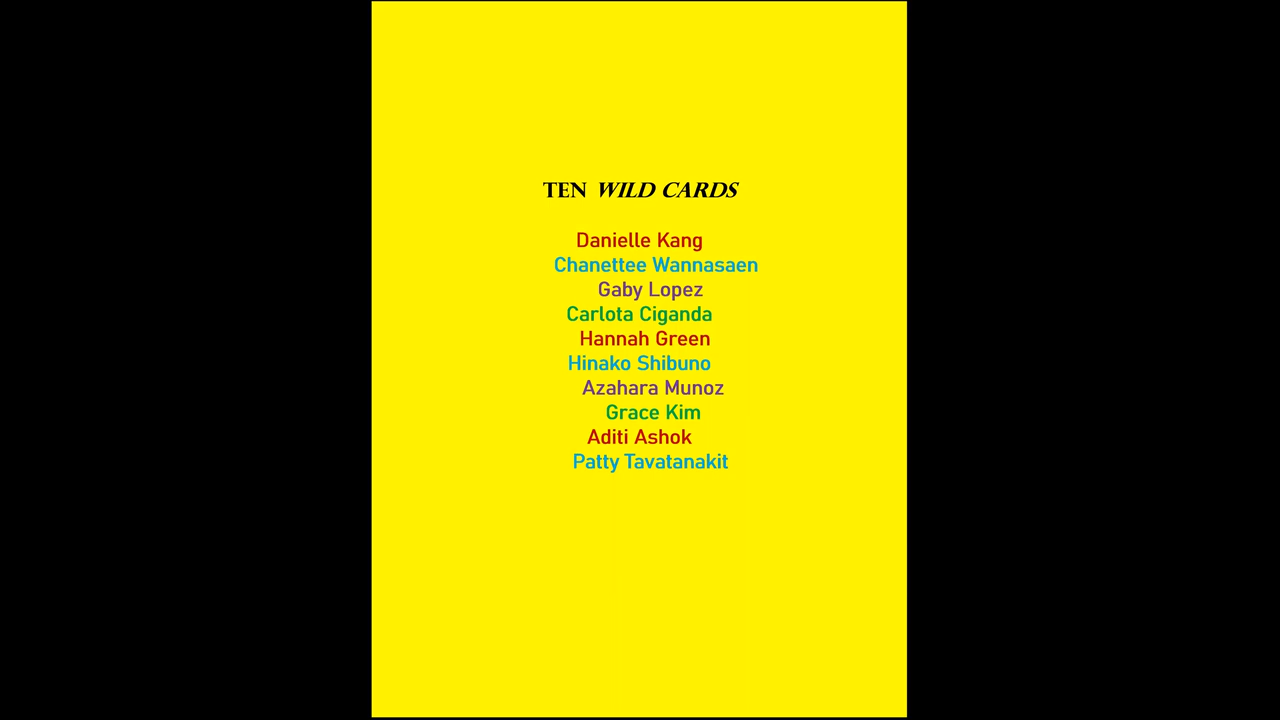 TEN WILD CARDS
Danielle Kang
Chanettee Wannasaen
Gaby Lopez
Carlota Ciganda
Hannah Green
Hinako Shibuno
Azahara Munoz
Grace Kim
Aditi Ashok
Patty Tavatanakit